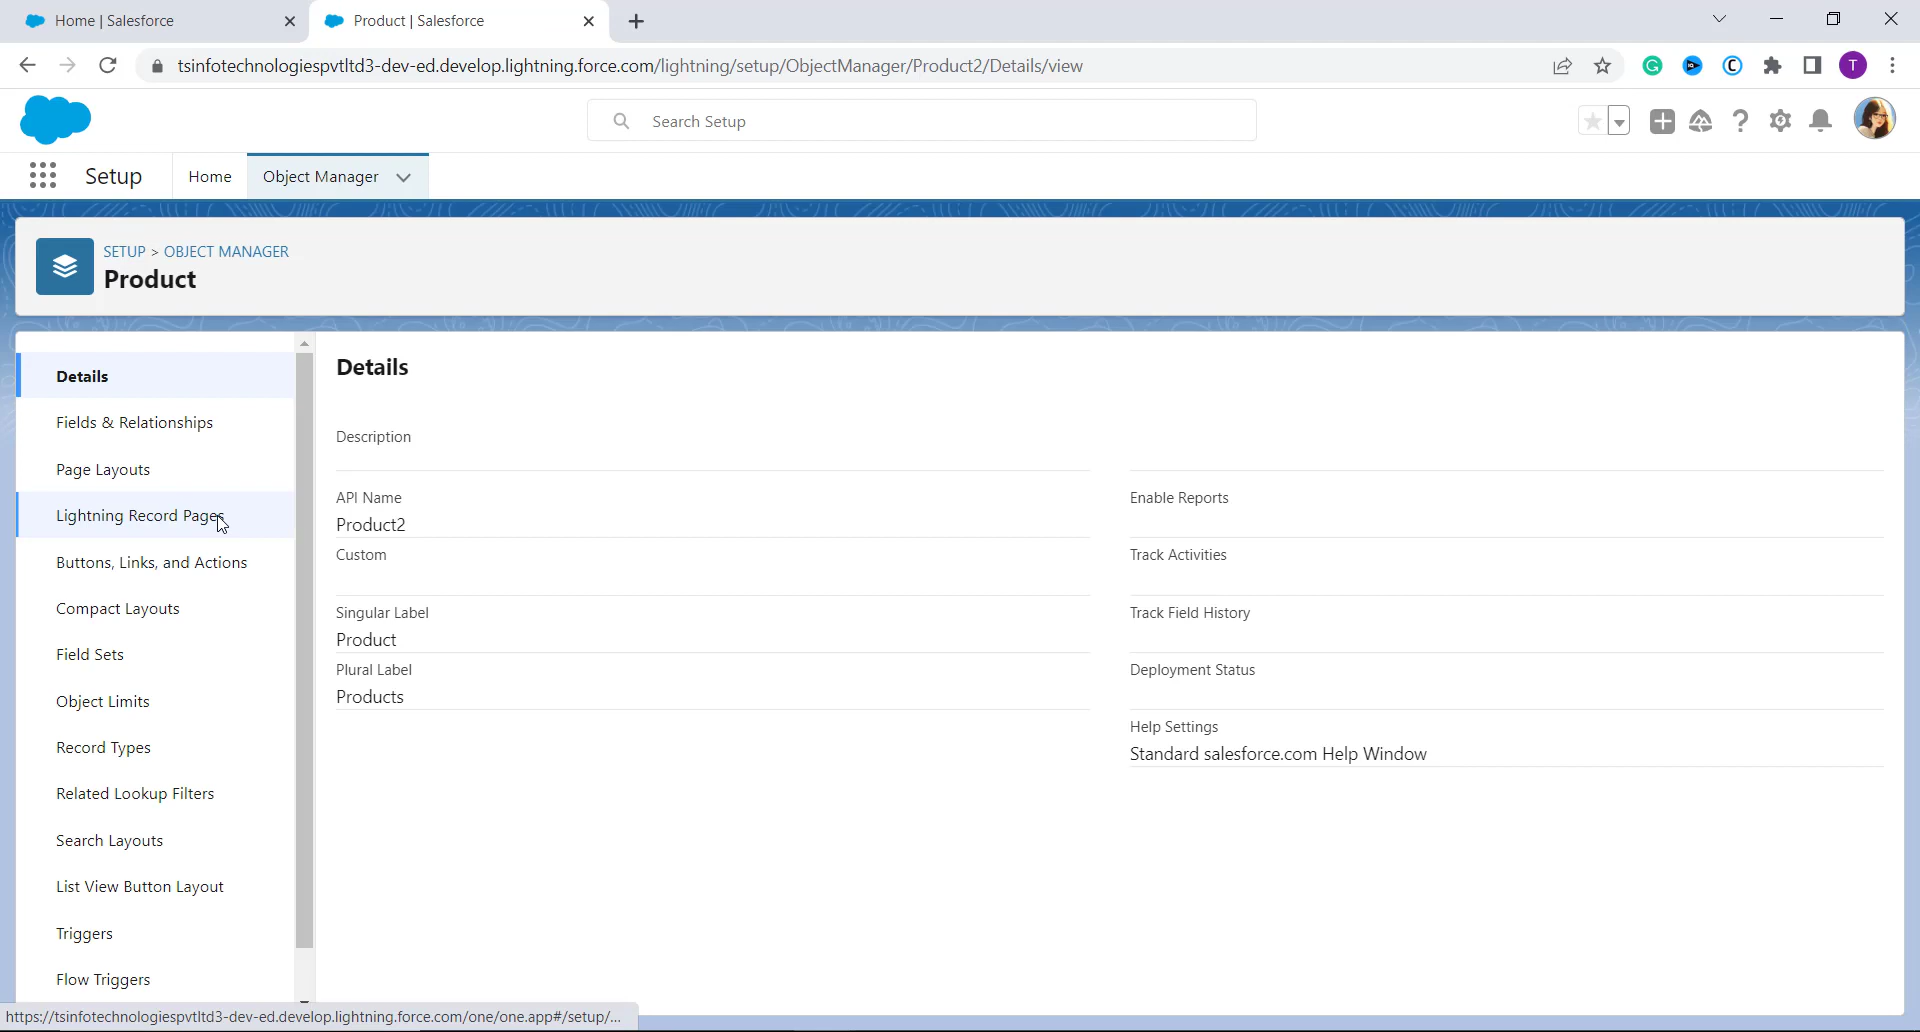 Home | Salesforce
Product | Salesforce
tsinfotechnologiespvtltd3-dev-ed.develop.lightning.force.com/lightning/setup/ObjectManager/Product2/Details/view
T
Search Setup
Setup
Home
Object Manager
SETUP > OBJECT MANAGER
Product
Details
Fields & Relationships
Page Layouts
Lightning Record Pages
Buttons, Links, and Actions
Compact Layouts
Field Sets
Object Limits
Record Types
Related Lookup Filters
Search Layouts
List View Button Layout
Triggers
Flow Triggers
Details
Description
API Name
Product2
Custom
Singular Label
Product
Plural Label
Products
Enable Reports
Track Activities
Track Field History
Deployment Status
Help Settings
Standard salesforce.com Help Window
https://tsinfotechnologiespvtltd3-dev-ed.develop.lightning.force.com/one/one.app#/setup/...